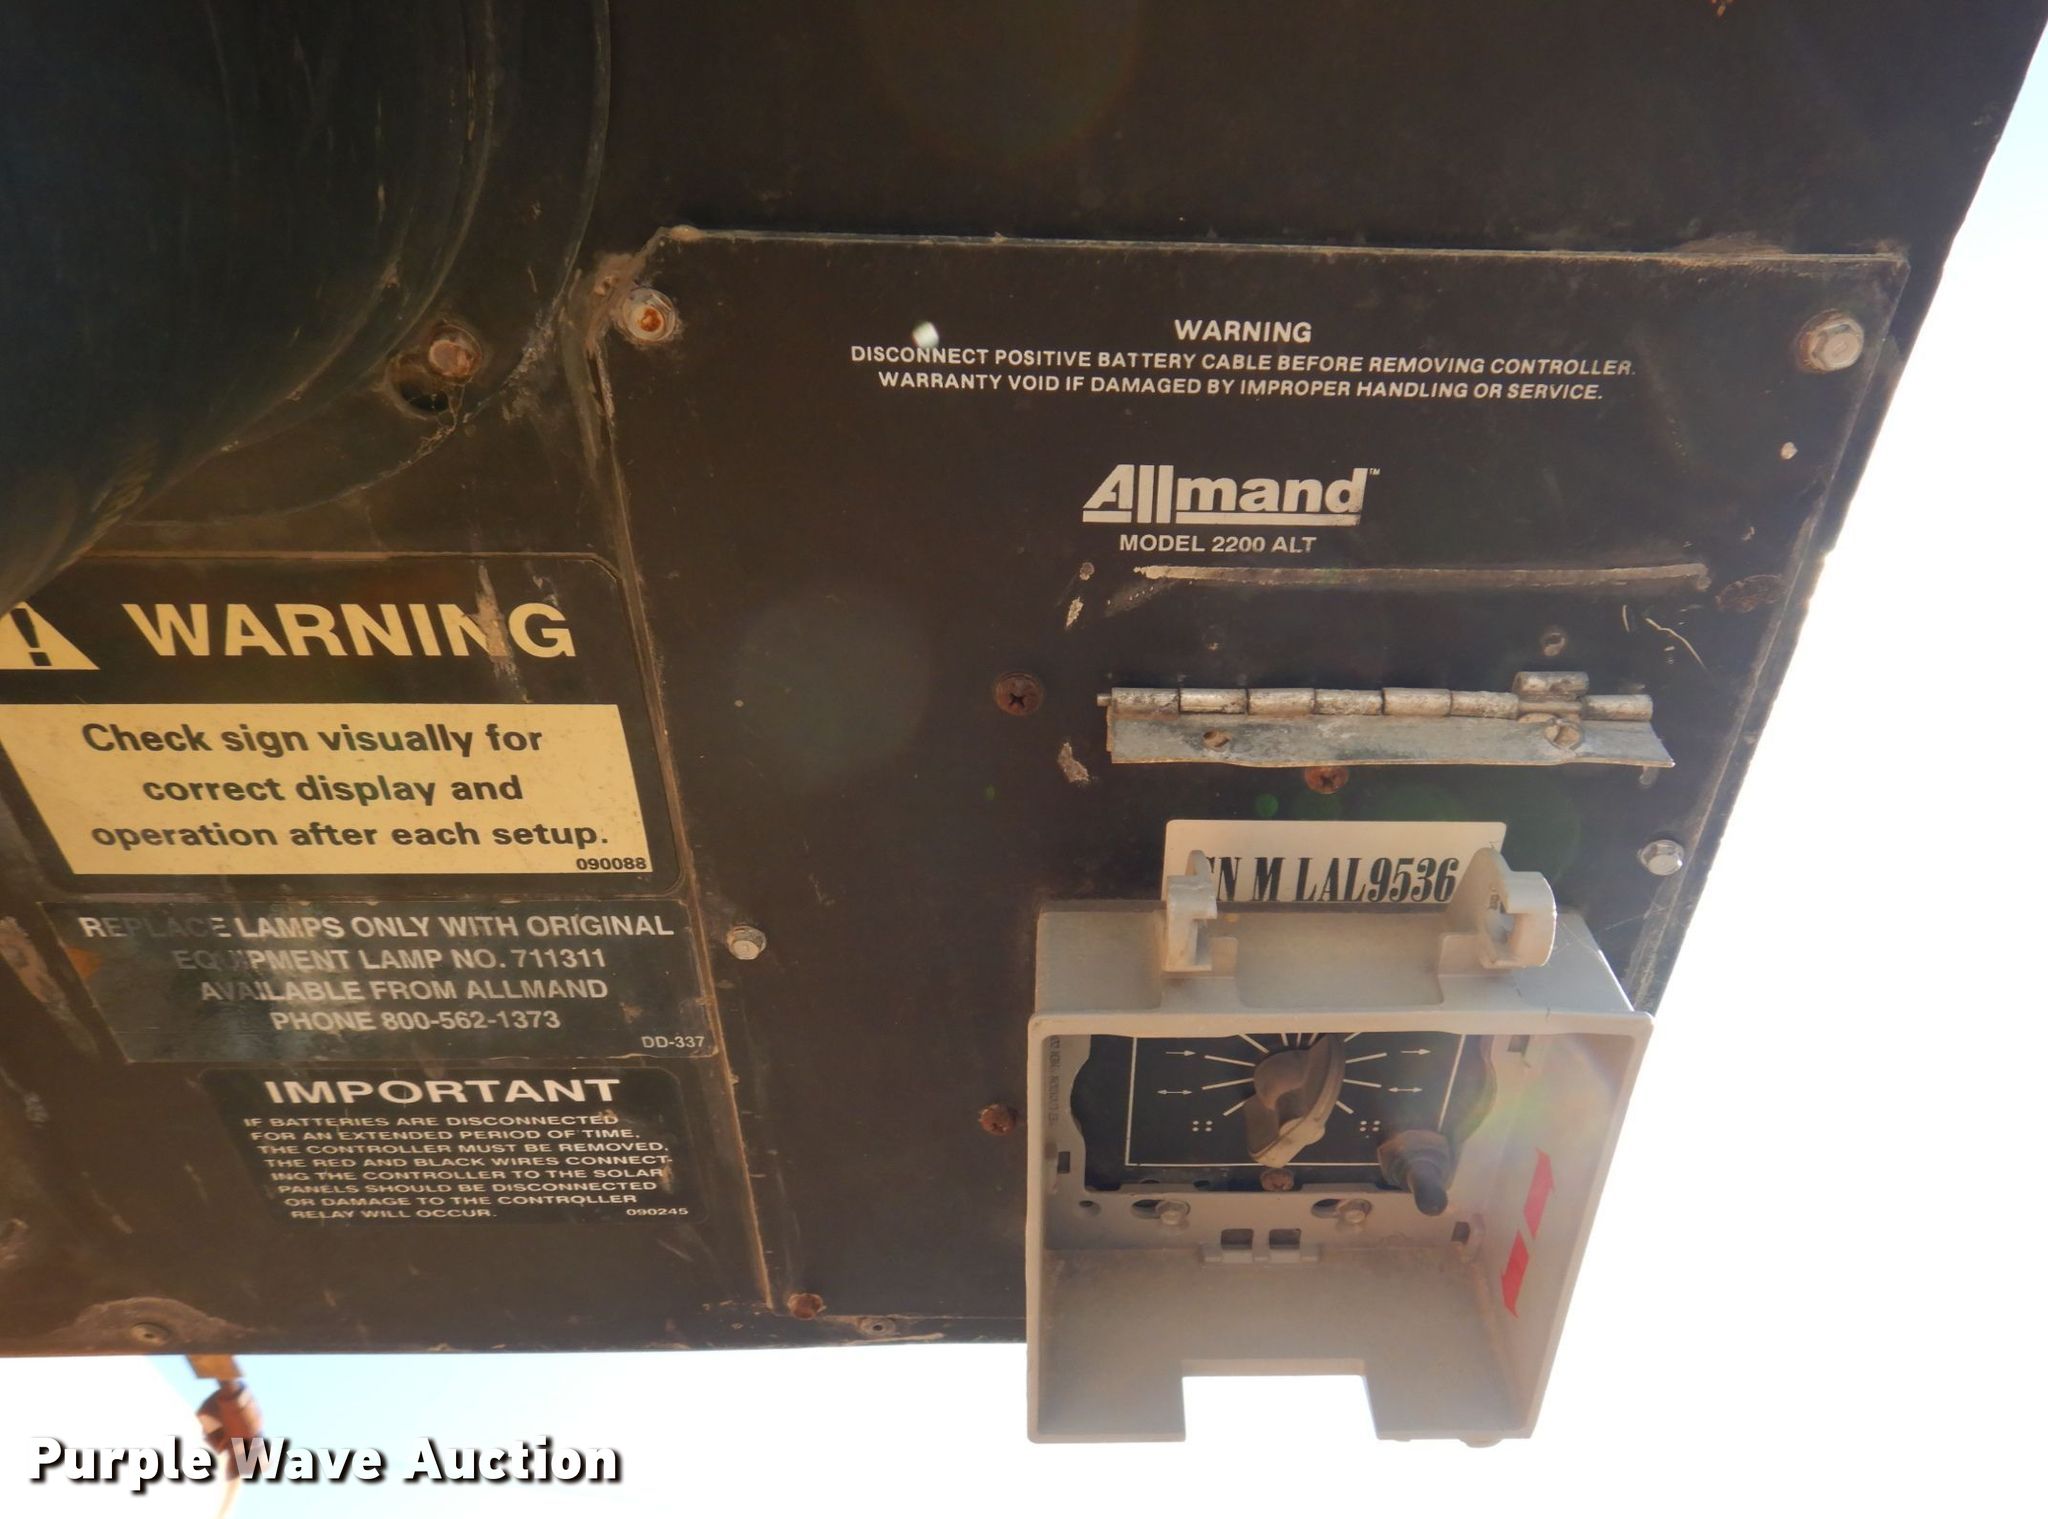 WARNING
DISCONNECT POSITIVE BATTERY CABLE BEFORE REMOVING CONTROLLER.
WARRANTY VOID IF DAMAGED BY IMPROPER HANDLING OR SERVICE.
Allmand™
MODEL 2200 ALT
WARNING
Check sign visually for
correct display and
operation after each setup.
090088
REPLACE LAMPS ONLY WITH ORIGINAL
EQUIPMENT LAMP NO. 711311
AVAILABLE FROM ALLMAND
PHONE 800-562-1373
DD-337
IMPORTANT
IF BATTERIES ARE DISCONNECTED
FOR AN EXTENDED PERIOD OF TIME,
THE CONTROLLER MUST BE REMOVED.
THE RED AND BLACK WIRES CONNECT-
ING THE CONTROLLER TO THE SOLAR
PANELS SHOULD BE DISCONNECTED
OR DAMAGE TO THE CONTROLLER
RELAY WILL OCCUR.
090245
M LAL9536
Purple Wave Auction